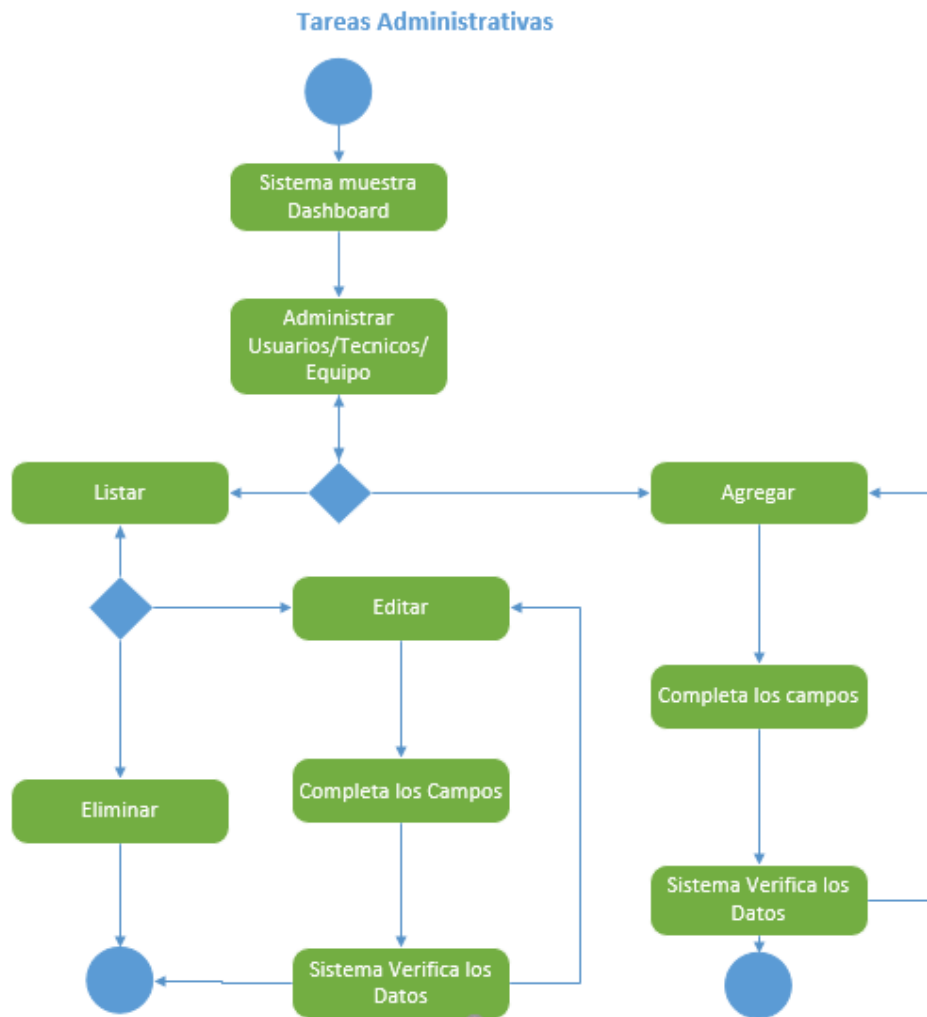 Tareas Administrativas
Sistema muestra
Dashboard
Administrar
Usuarios/Tecnicos/
Equipo
Listar
Agregar
Editar
Completa los campos
Eliminar
Completa los Campos
Sistema Verifica los
Datos
Sistema Verifica los
Datos